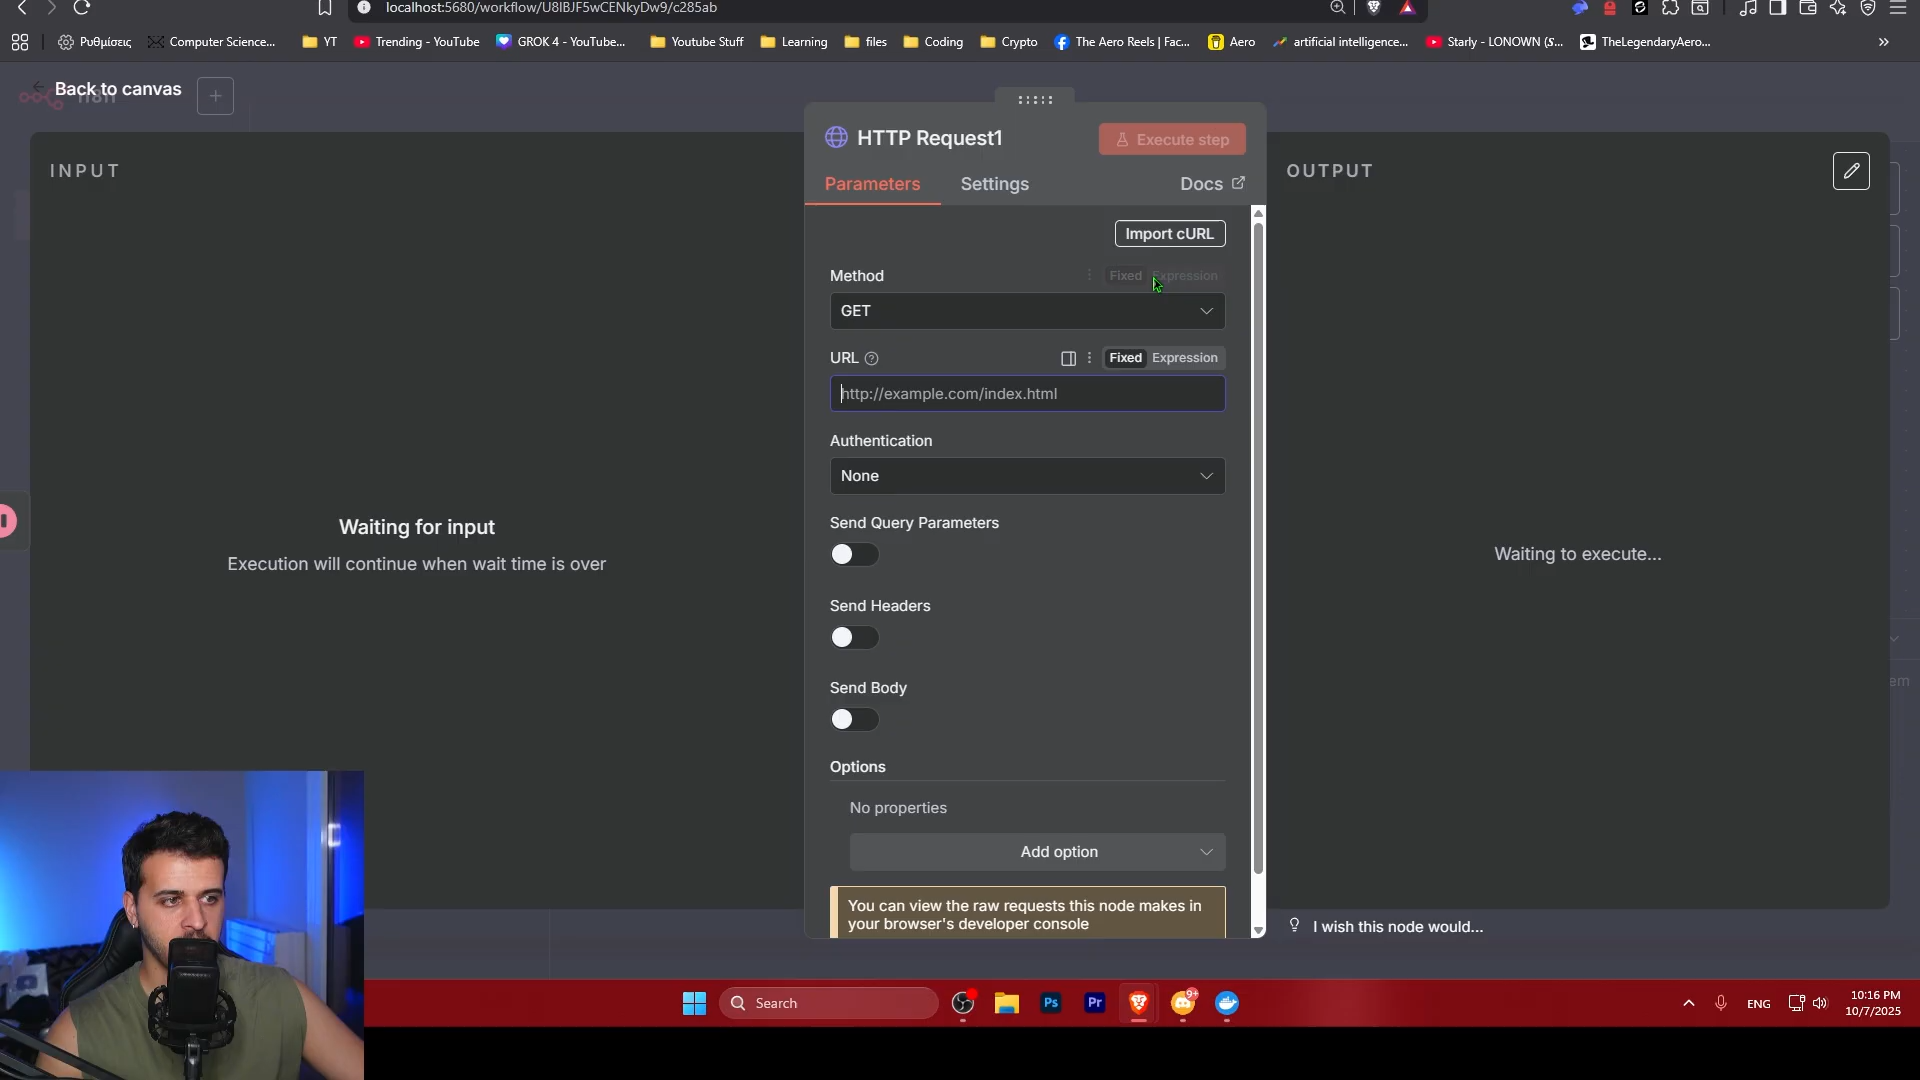 localhost:5680/workflow/U8IBJF5wCENkyDw9/c285ab
Ρυθμίσεις
Computer Science...
YT
Trending - YouTube
GROK 4 - YouTube...
Youtube Stuff
Learning
files
Coding
Crypto
The Aero Reels | Fac...
Aero
artificial intelligence...
Starly - LONOWN (S...
TheLegendaryAero...
»
Back to canvas
n8n
+
INPUT
HTTP Request1
Execute step
OUTPUT
Parameters
Settings
Docs
Import cURL
Method
Fixed
Expression
GET
URL
Fixed
Expression
http://example.com/index.html
Authentication
None
Send Query Parameters
Waiting for input
Execution will continue when wait time is over
Waiting to execute...
Send Headers
Send Body
Options
No properties
Add option
You can view the raw requests this node makes in
your browser's developer console
I wish this node would...
Search
Ps
Pr
9+
ENG
10:16 PM
10/7/2025